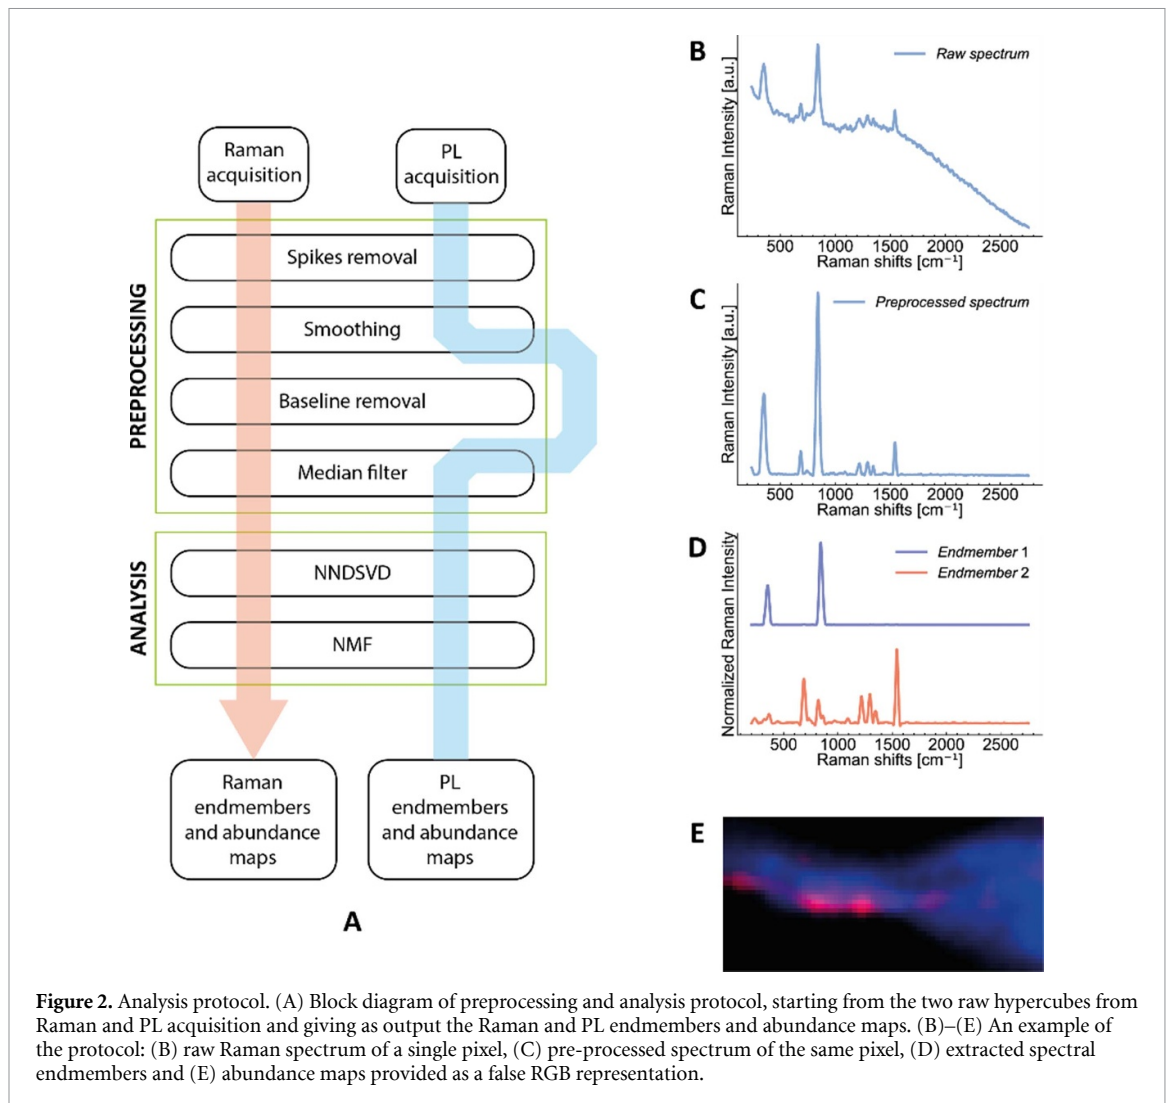 Raman
acquisition
PL
acquisition
PREPROCESSING
Spikes removal
Smoothing
Baseline removal
Median filter
ANALYSIS
NNDSVD
NMF
Raman
endmembers
and abundance
maps
PL
endmembers
and abundance
maps
A
B
Raw spectrum
Raman Intensity [a.u.]
500 1000 1500 2000 2500
Raman shifts [cm⁻¹]
C
Preprocessed spectrum
Raman Intensity [a.u.]
500 1000 1500 2000 2500
Raman shifts [cm⁻¹]
D
Endmember 1
Endmember 2
Normalized Raman Intensity
500 1000 1500 2000 2500
Raman shifts [cm⁻¹]
E
Figure 2. Analysis protocol. (A) Block diagram of preprocessing and analysis protocol, starting from the two raw hypercubes from
Raman and PL acquisition and giving as output the Raman and PL endmembers and abundance maps. (B)–(E) An example of
the protocol: (B) raw Raman spectrum of a single pixel, (C) pre-processed spectrum of the same pixel, (D) extracted spectral
endmembers and (E) abundance maps provided as a false RGB representation.